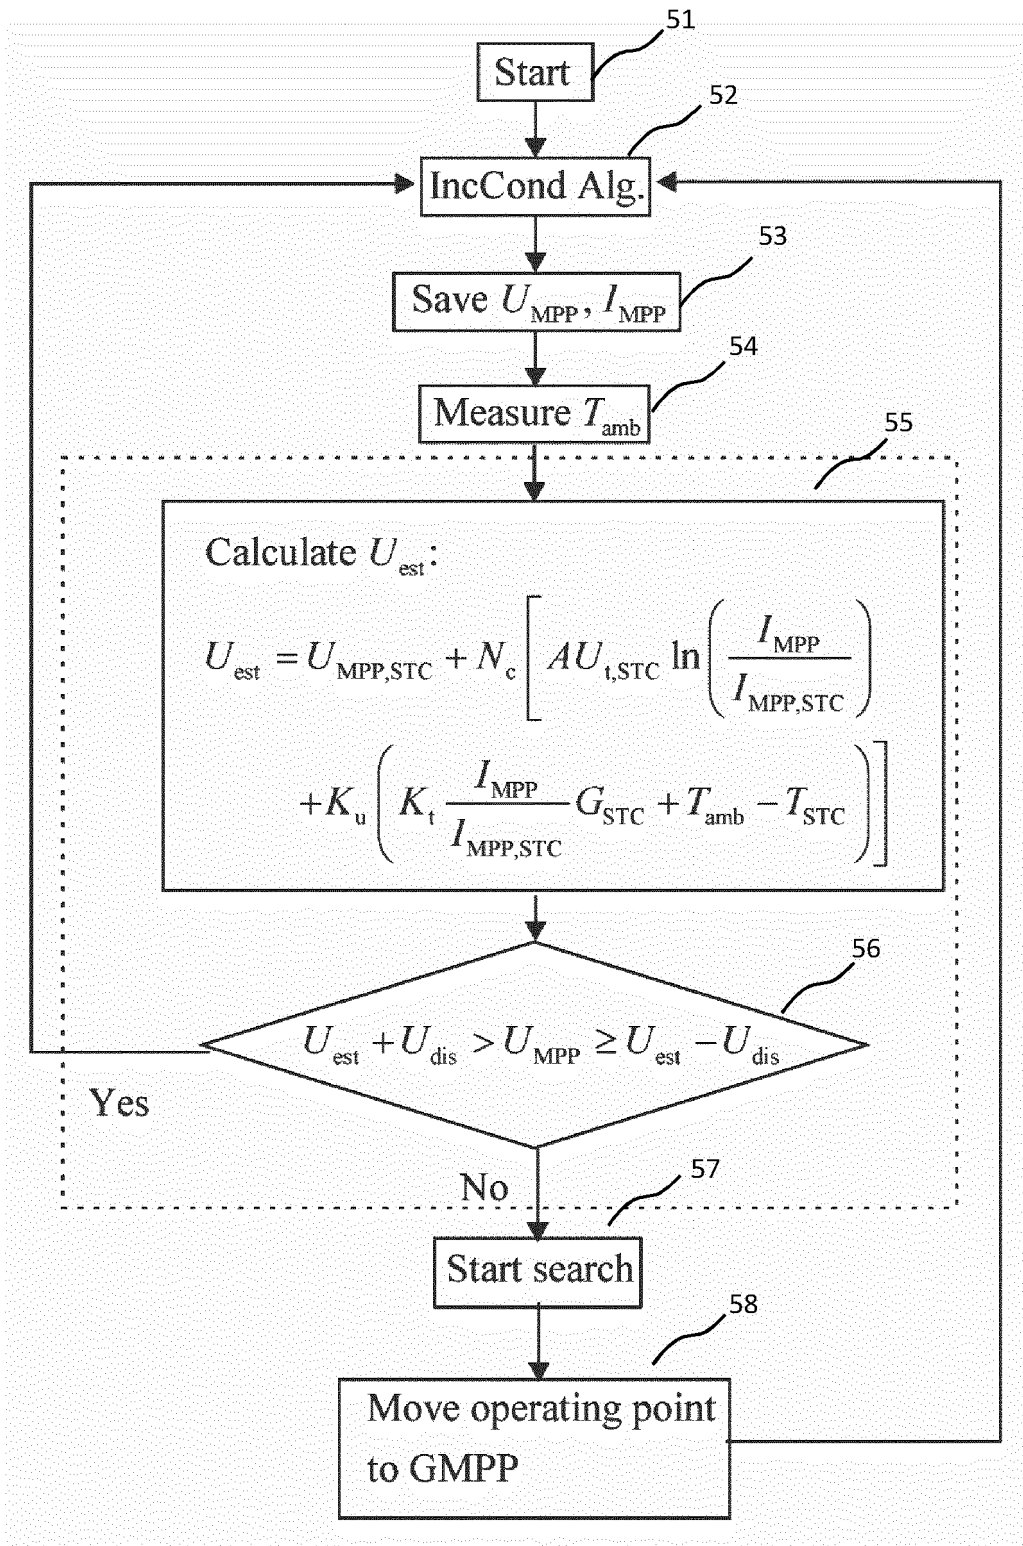 51
Start
52
IncCond Alg.
53
Save U_MPP, I_MPP
54
Measure T_amb
55
Calculate U_est:
U_est = U_MPP,STC + N_c [ A U_t,STC ln ( I_MPP / I_MPP,STC )
+ K_u ( K_t I_MPP / I_MPP,STC G_STC + T_amb − T_STC ) ]
56
U_est + U_dis > U_MPP ≥ U_est − U_dis
Yes
No
57
Start search
58
Move operating point
to GMPP